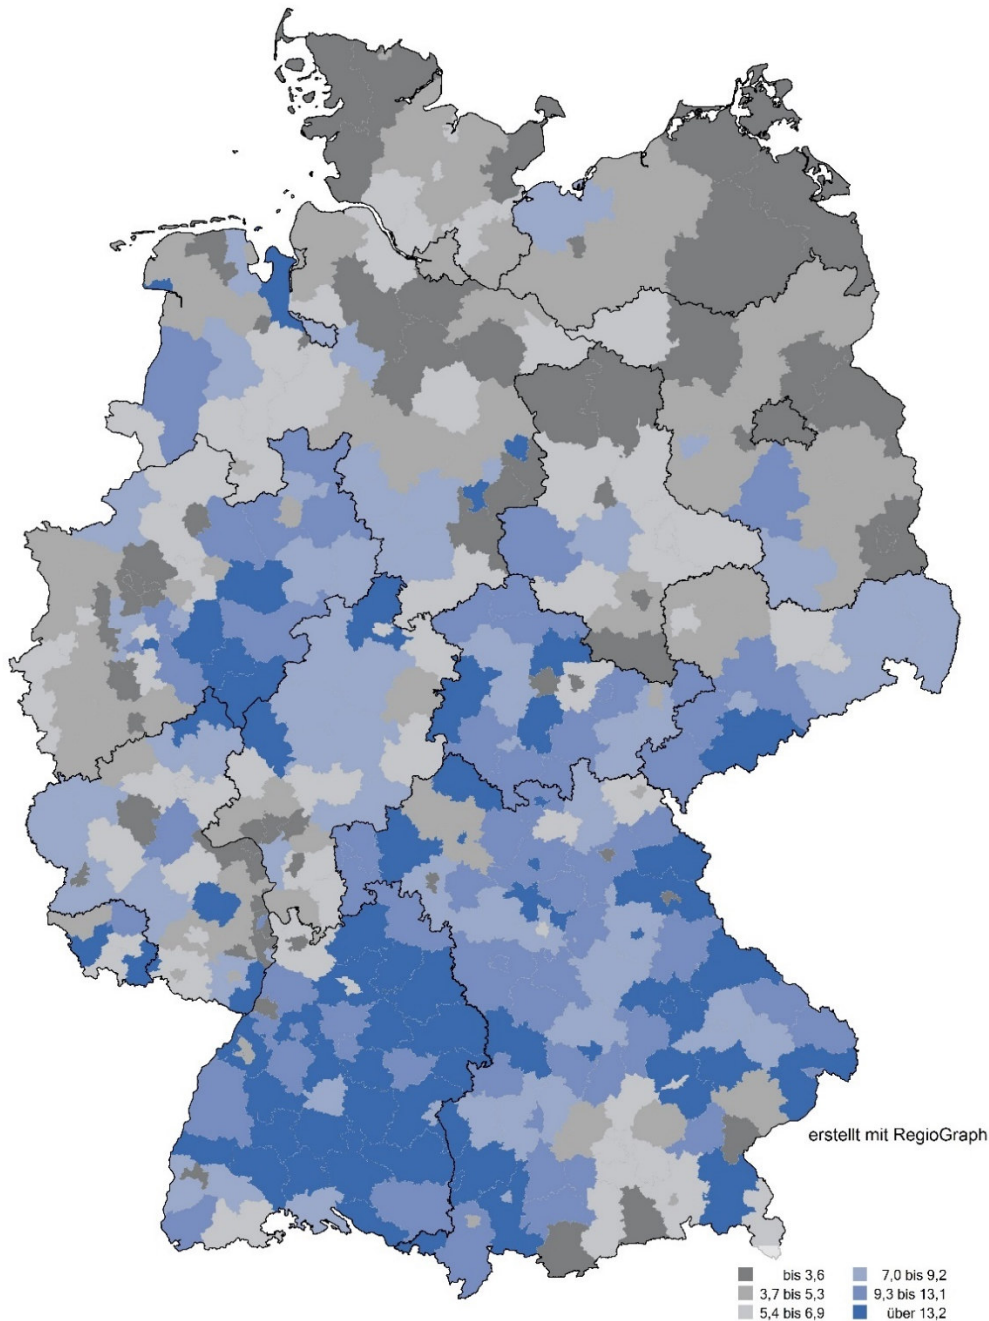 erstellt mit RegioGraph
bis 3,6
7,0 bis 9,2
3,7 bis 5,3
9,3 bis 13,1
5,4 bis 6,9
über 13,2